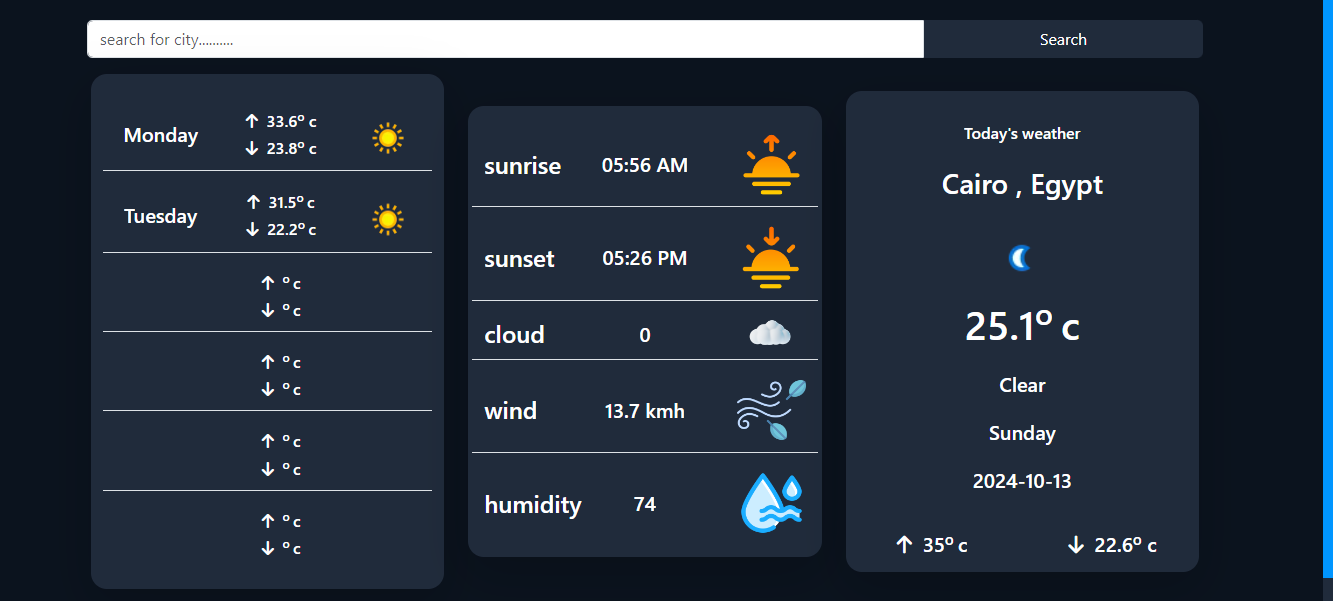 search for city..........
Search
Monday
↑ 33.6º c
↓ 23.8º c
Tuesday
↑ 31.5º c
↓ 22.2º c
↑ º c
↓ º c
↑ º c
↓ º c
↑ º c
↓ º c
↑ º c
↓ º c
sunrise 05:56 AM
sunset 05:26 PM
cloud 0
wind 13.7 kmh
humidity 74
Today's weather
Cairo , Egypt
25.1º c
Clear
Sunday
2024-10-13
↑ 35º c ↓ 22.6º c